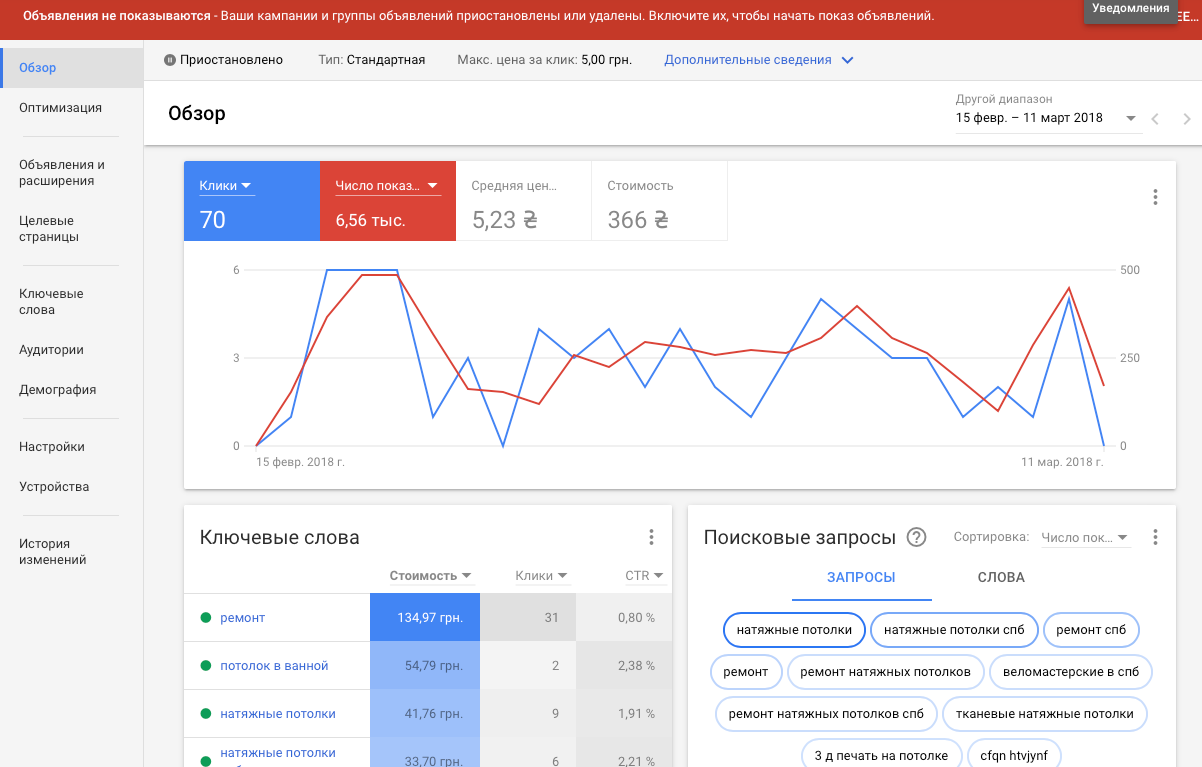 Объявления не показываются - Ваши кампании и группы объявлений приостановлены или удалены. Включите их, чтобы начать показ объявлений.
Уведомления
ЕЕ...
Обзор
Оптимизация
Объявления и
расширения
Целевые
страницы
Ключевые
слова
Аудитории
Демография
Настройки
Устройства
История
изменений
Приостановлено Тип: Стандартная Макс. цена за клик: 5,00 грн. Дополнительные сведения
Обзор
Другой диапазон
15 февр. – 11 март 2018
Клики Число показ... Средняя цен... Стоимость
70 6,56 тыс. 5,23 ₴ 366 ₴
6 500
3 250
0 0
15 февр. 2018 г. 11 мар. 2018 г.
Ключевые слова
Стоимость Клики CTR
ремонт 134,97 грн. 31 0,80 %
потолок в ванной 54,79 грн. 2 2,38 %
натяжные потолки 41,76 грн. 9 1,91 %
натяжные потолки
33,70 грн. 6 2,21 %
Поисковые запросы ? Сортировка: Число пок...
ЗАПРОСЫ СЛОВА
натяжные потолки натяжные потолки спб ремонт спб
ремонт ремонт натяжных потолков веломастерские в спб
ремонт натяжных потолков спб тканевые натяжные потолки
3 д печать на потолке cfqn htvjynf